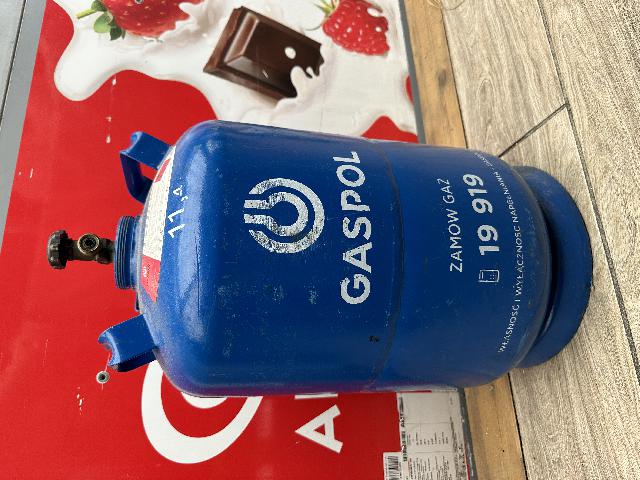 11,4
GASPOL
ZAMÓW GAZ
19 919
WŁASNOŚĆ I WYŁĄCZNOŚĆ NAPEŁNIANIA